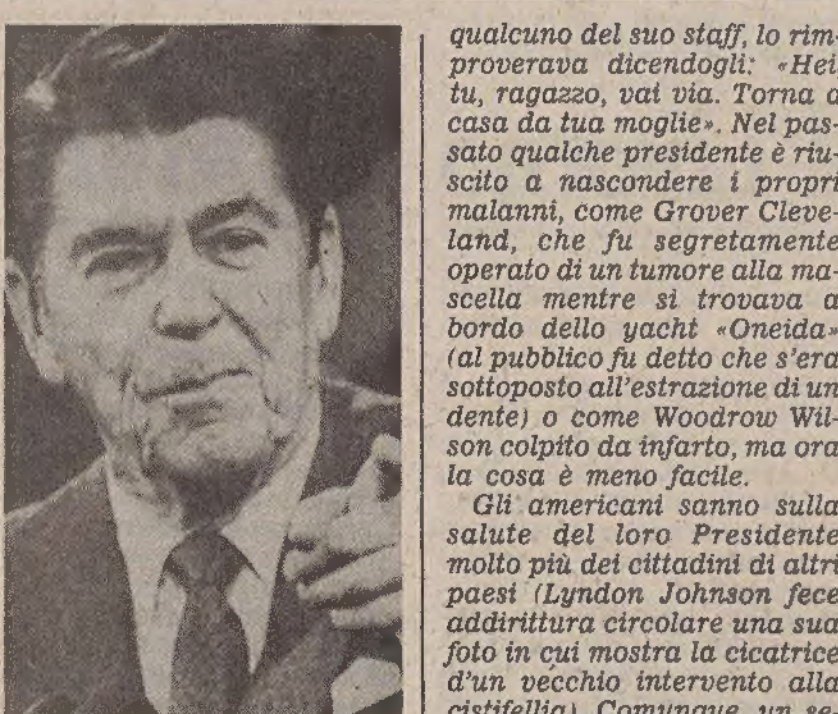 qualcuno del suo staff, lo rim-
proverava dicendogli: «Hei
tu, ragazzo, vai via. Torna a
casa da tua moglie». Nel pas-
sato qualche presidente è riu-
scito a nascondere i propri
malanni, come Grover Cleve-
land, che fu segretamente
operato di un tumore alla ma-
scella mentre si trovava a
bordo dello yacht «Oneida»
(al pubblico fu detto che s'era
sottoposto all'estrazione di un
dente) o come Woodrow Wil-
son colpito da infarto, ma ora
la cosa è meno facile.
Gli americani sanno sulla
salute del loro Presidente
molto più dei cittadini di altri
paesi (Lyndon Johnson fece
addirittura circolare una sua
foto in cui mostra la cicatrice
d'un vecchio intervento alla
cistifellia). Comunque, un se-